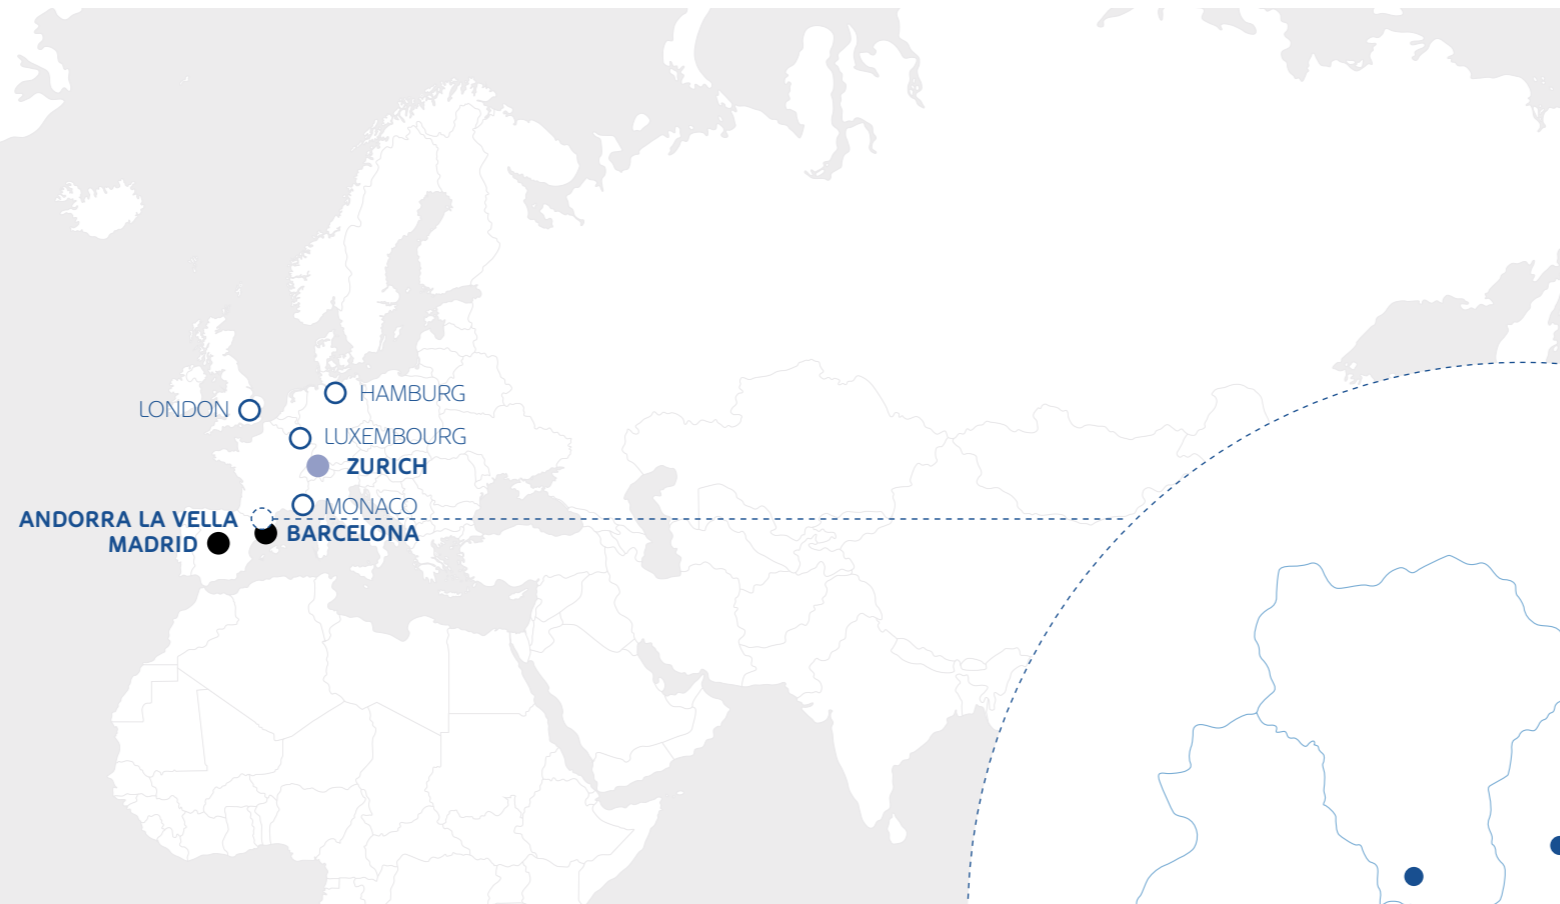 HAMBURG
LONDON
LUXEMBOURG
ZURICH
MONACO
ANDORRA LA VELLA
BARCELONA
MADRID